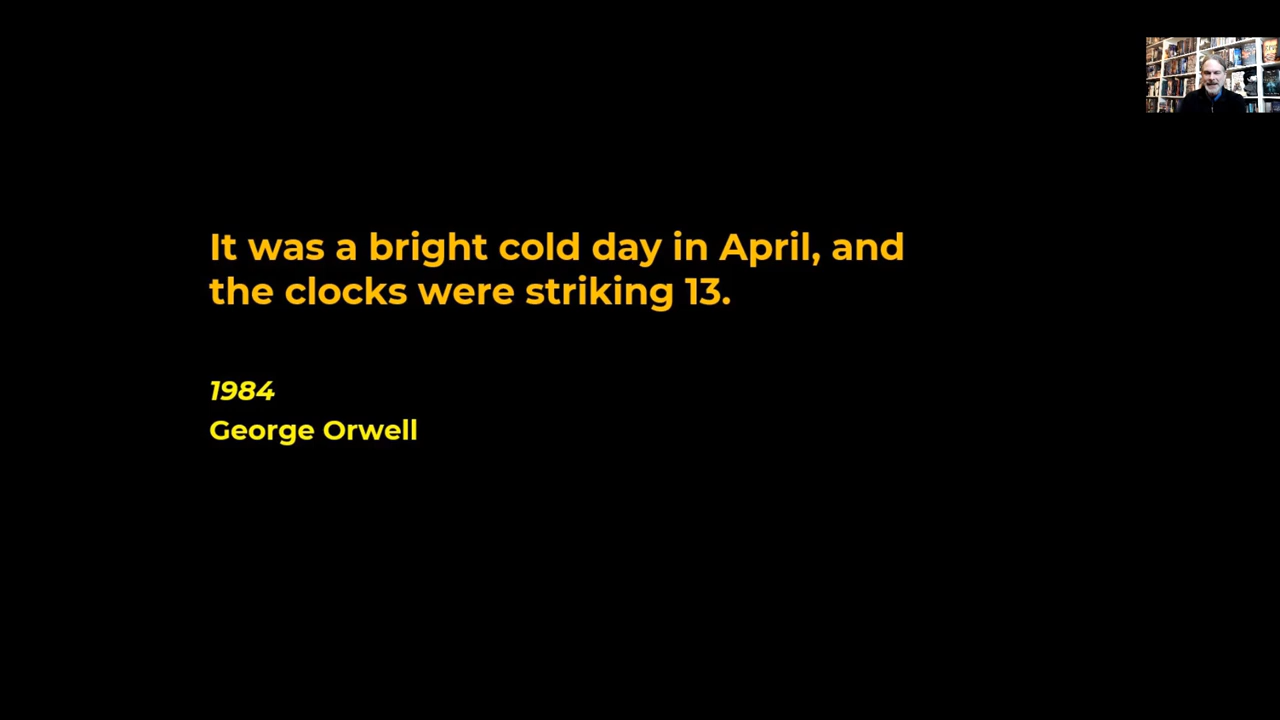 It was a bright cold day in April, and
the clocks were striking 13.
1984
George Orwell